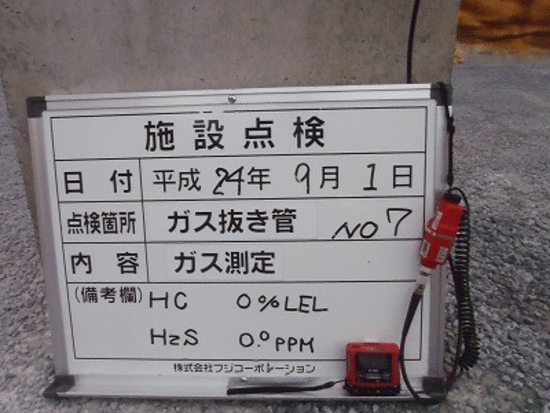 施設点検
日付 平成 24年 9月 1日
点検箇所 ガス抜き管 NO7
内容 ガス測定
(備考欄) HC 0%LEL
H2S 0.0PPM
株式会社フジコーポレーション